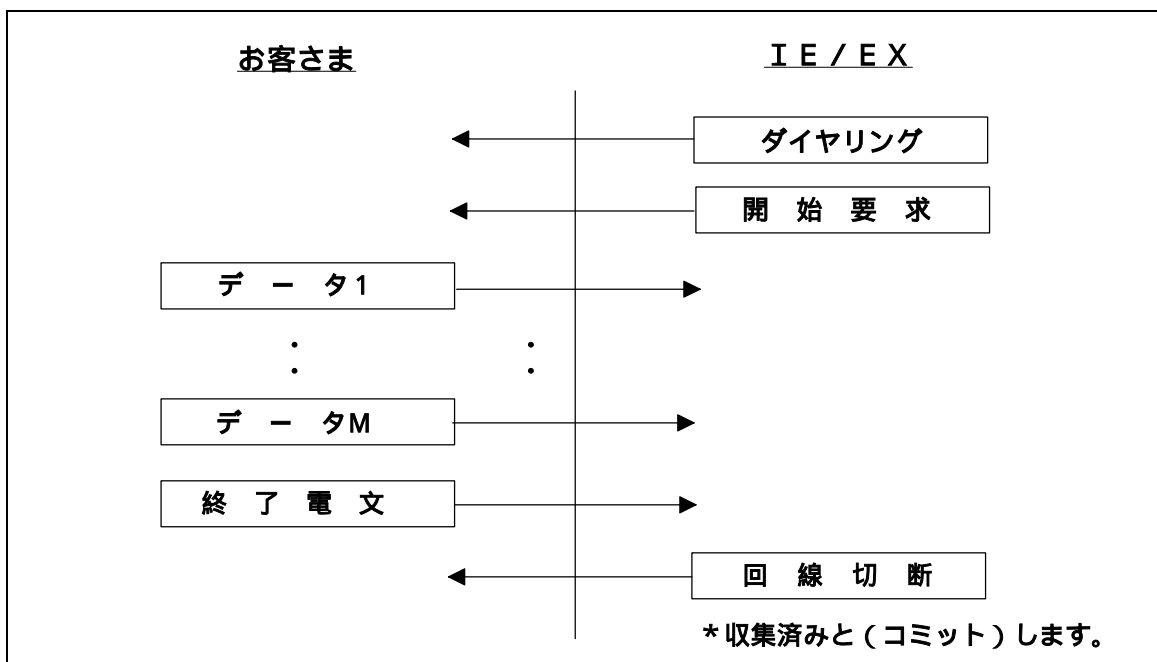 お客さま
ＩＥ／ＥＸ
ダイヤリング
開　始　要　求
デ　ー　タ1
：　：
デ　ー　タM
終　了　電　文
回　線　切　断
*収集済みと（コミット）します。